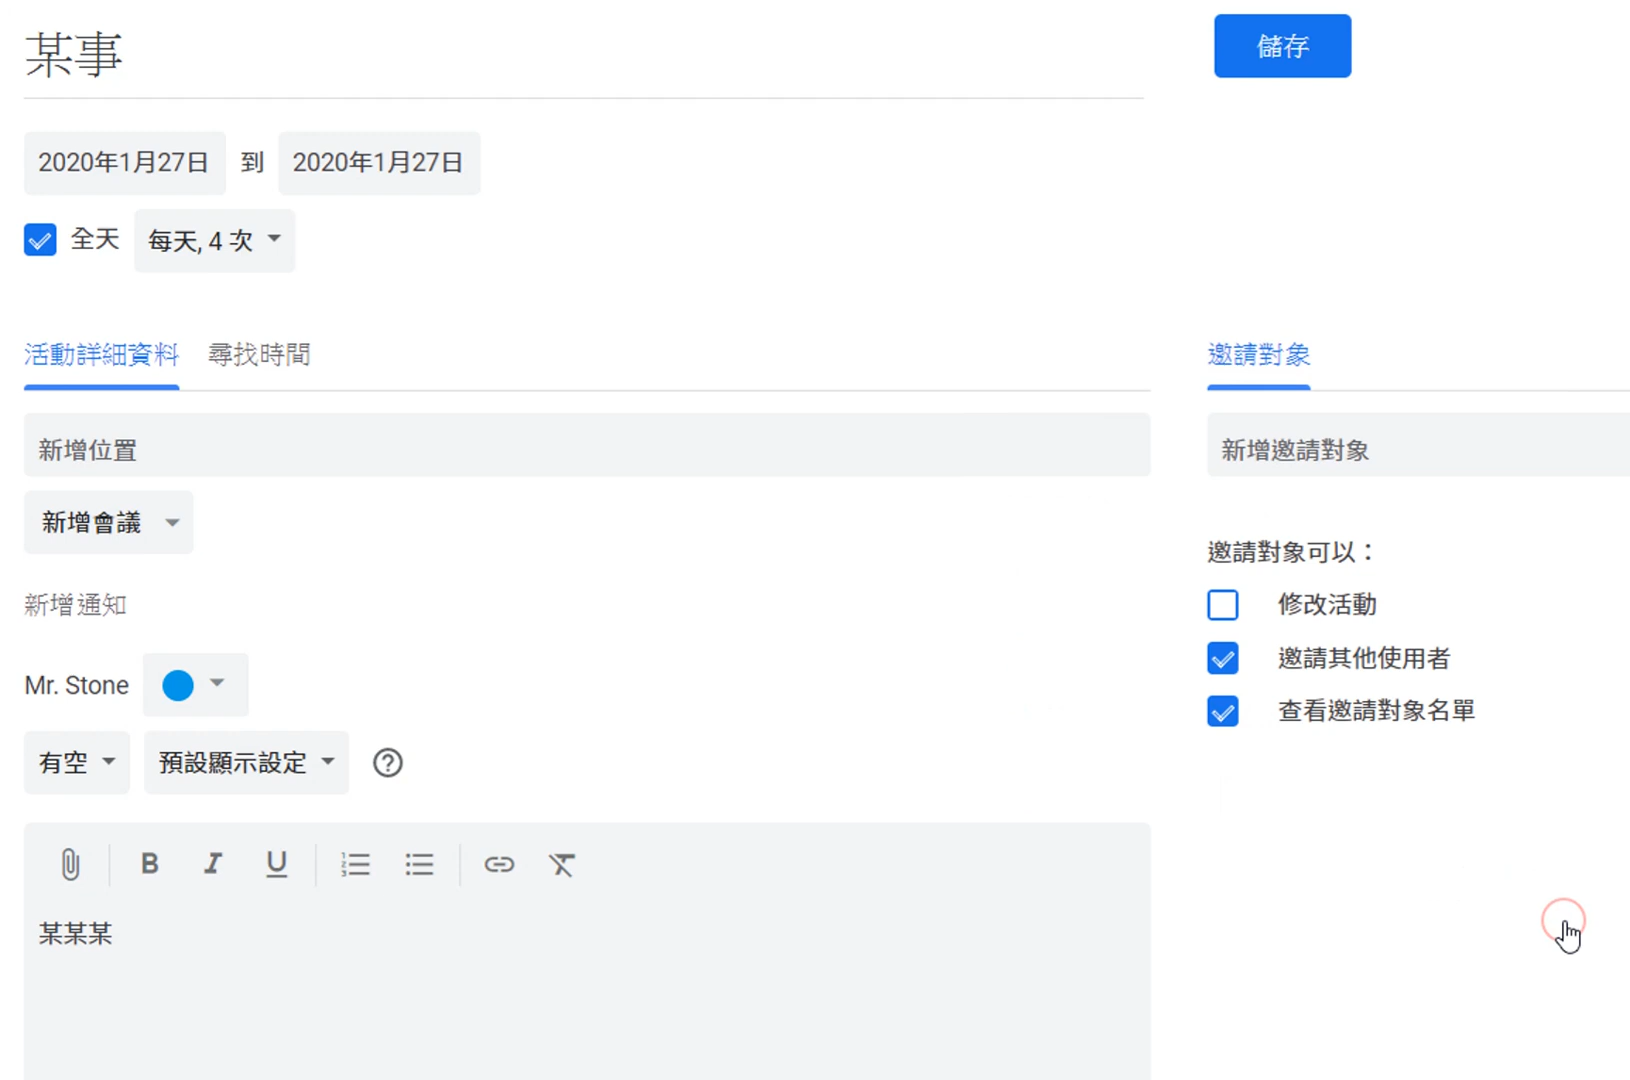 某事
儲存
2020年1月27日 到 2020年1月27日
全天 每天, 4 次
活動詳細資料 尋找時間
新增位置
新增會議
新增通知
Mr. Stone
有空 預設顯示設定
某某某
邀請對象
新增邀請對象
邀請對象可以：
修改活動
邀請其他使用者
查看邀請對象名單